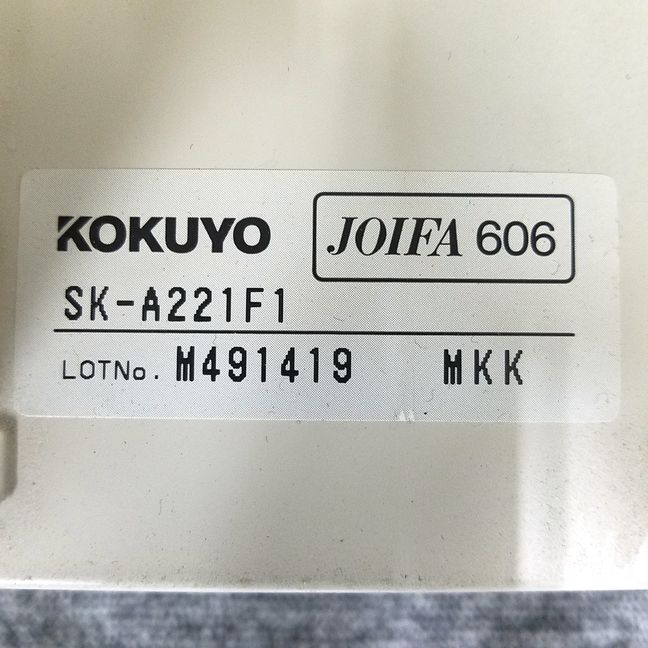 KOKUYO JOIFA 606
SK-A221F1
LOTNo. M491419 MKK